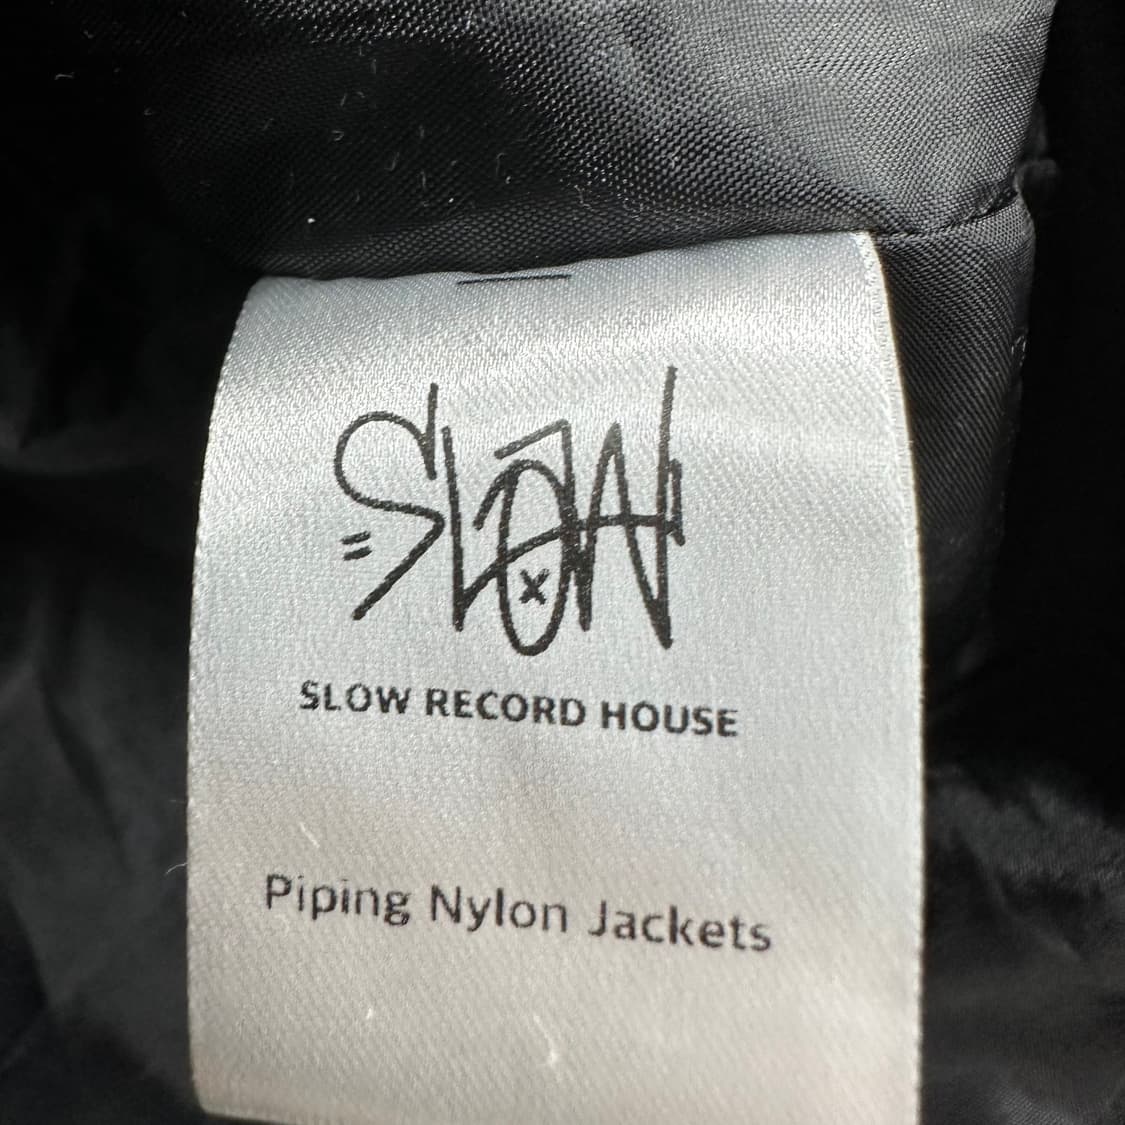 SLOW
SLOW RECORD HOUSE
Piping Nylon Jackets